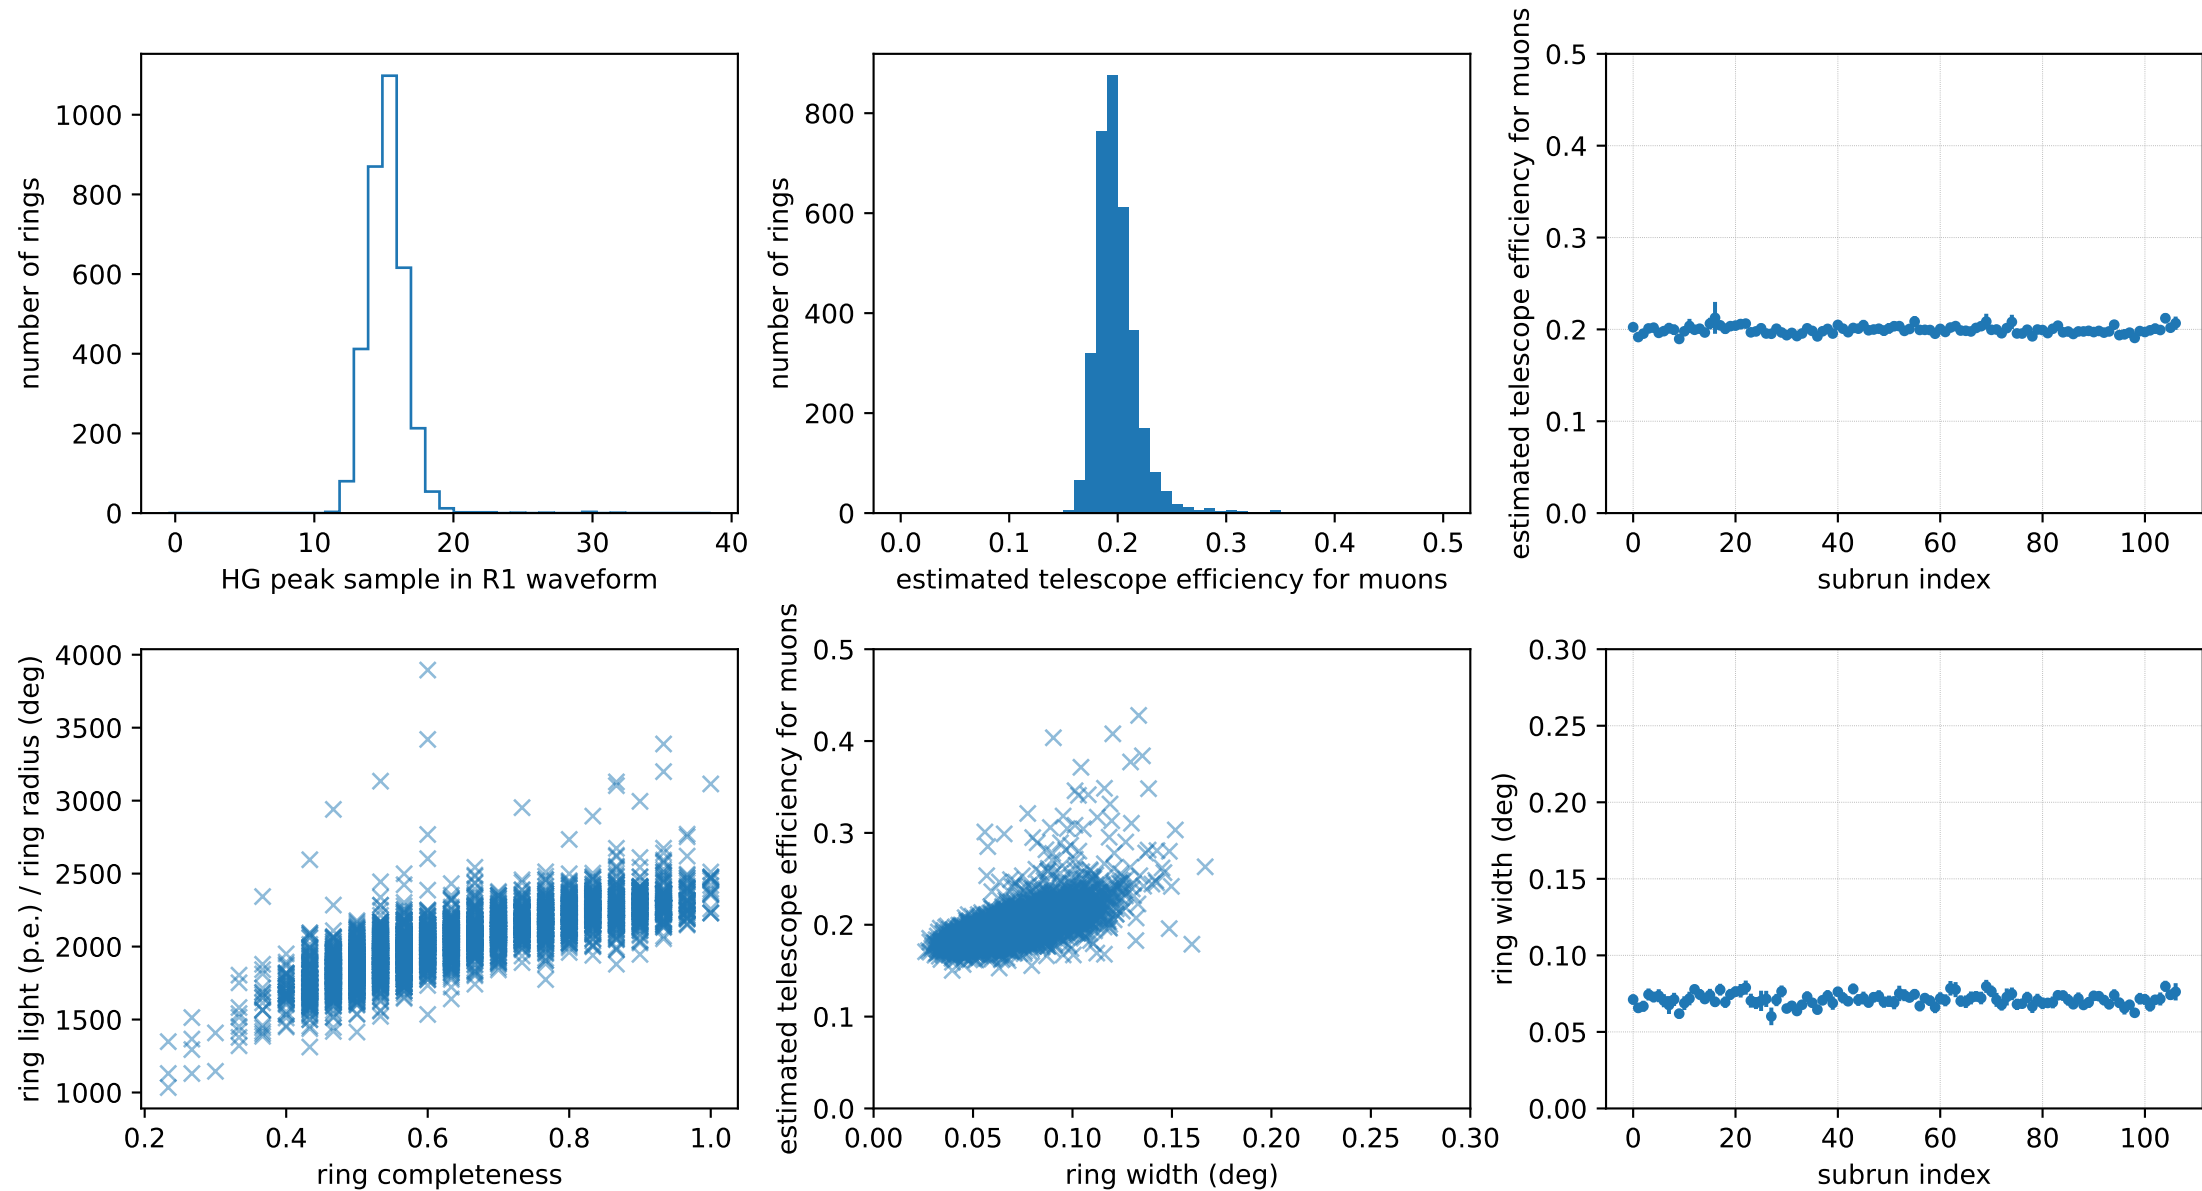 number of rings
1000
800
600
400
200
0
0 10 20 30 40
HG peak sample in R1 waveform
number of rings
800
600
400
200
0
0.0 0.1 0.2 0.3 0.4 0.5
estimated telescope efficiency for muons
estimated telescope efficiency for muons
0.5
0.4
0.3
0.2
0.1
0.0
0 20 40 60 80 100
subrun index
ring light (p.e.) / ring radius (deg)
4000
3500
3000
2500
2000
1500
1000
0.2 0.4 0.6 0.8 1.0
ring completeness
estimated telescope efficiency for muons
0.5
0.4
0.3
0.2
0.1
0.0
0.00 0.05 0.10 0.15 0.20 0.25 0.30
ring width (deg)
ring width (deg)
0.30
0.25
0.20
0.15
0.10
0.05
0.00
0 20 40 60 80 100
subrun index